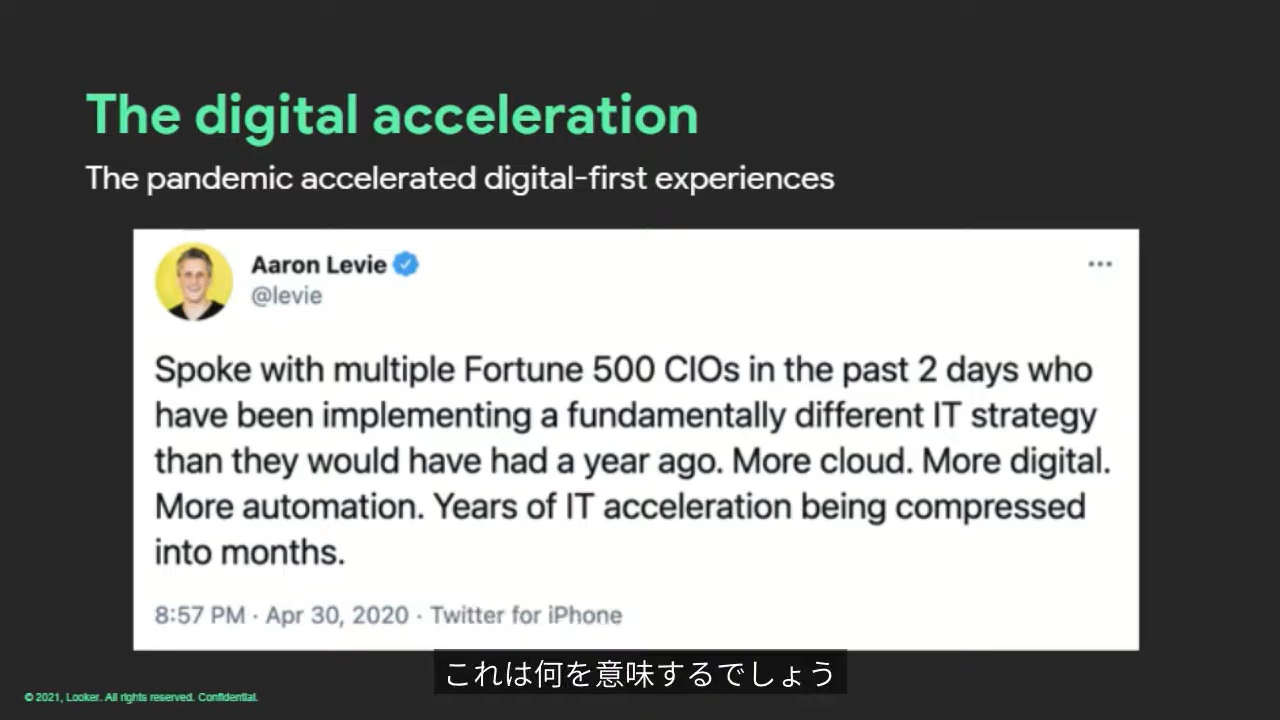 The digital acceleration
The pandemic accelerated digital-first experiences
Aaron Levie
@levie
Spoke with multiple Fortune 500 CIOs in the past 2 days who
have been implementing a fundamentally different IT strategy
than they would have had a year ago. More cloud. More digital.
More automation. Years of IT acceleration being compressed
into months.
8:57 PM · Apr 30, 2020 · Twitter for iPhone
これは何を意味するでしょう
© 2021, Looker. All rights reserved. Confidential.